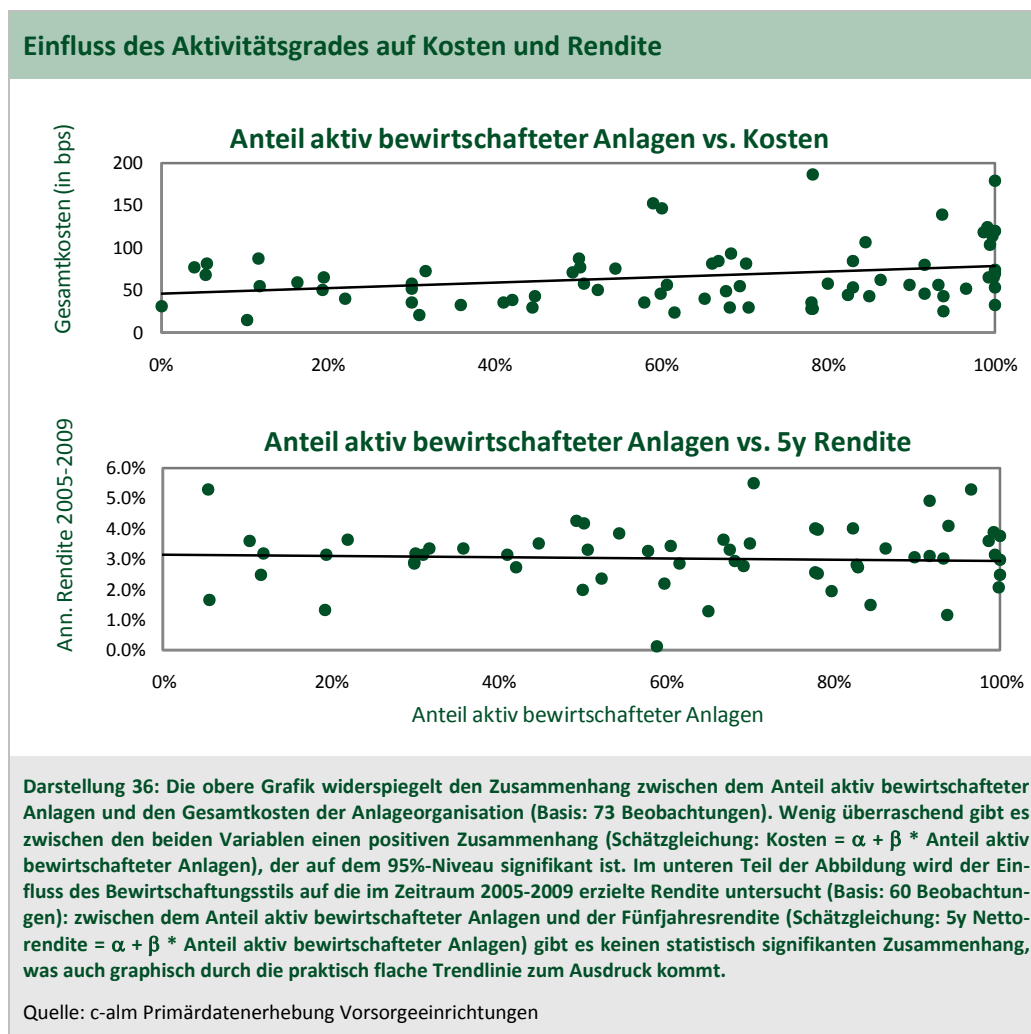 Einfluss des Aktivitätsgrades auf Kosten und Rendite
Anteil aktiv bewirtschafteter Anlagen vs. Kosten
Gesamtkosten (in bps)
200
150
100
50
0
0%
20%
40%
60%
80%
100%
Anteil aktiv bewirtschafteter Anlagen vs. 5y Rendite
Ann. Rendite 2005-2009
6.0%
5.0%
4.0%
3.0%
2.0%
1.0%
0.0%
0%
20%
40%
60%
80%
100%
Anteil aktiv bewirtschafteter Anlagen
Darstellung 36: Die obere Grafik widerspiegelt den Zusammenhang zwischen dem Anteil aktiv bewirtschafteter
Anlagen und den Gesamtkosten der Anlageorganisation (Basis: 73 Beobachtungen). Wenig überraschend gibt es
zwischen den beiden Variablen einen positiven Zusammenhang (Schätzgleichung: Kosten = α + β * Anteil aktiv
bewirtschafteter Anlagen), der auf dem 95%-Niveau signifikant ist. Im unteren Teil der Abbildung wird der Ein-
fluss des Bewirtschaftungsstils auf die im Zeitraum 2005-2009 erzielte Rendite untersucht (Basis: 60 Beobachtun-
gen): zwischen dem Anteil aktiv bewirtschafteter Anlagen und der Fünfjahresrendite (Schätzgleichung: 5y Netto-
rendite = α + β * Anteil aktiv bewirtschafteter Anlagen) gibt es keinen statistisch signifikanten Zusammenhang,
was auch graphisch durch die praktisch flache Trendlinie zum Ausdruck kommt.
Quelle: c-alm Primärdatenerhebung Vorsorgeeinrichtungen